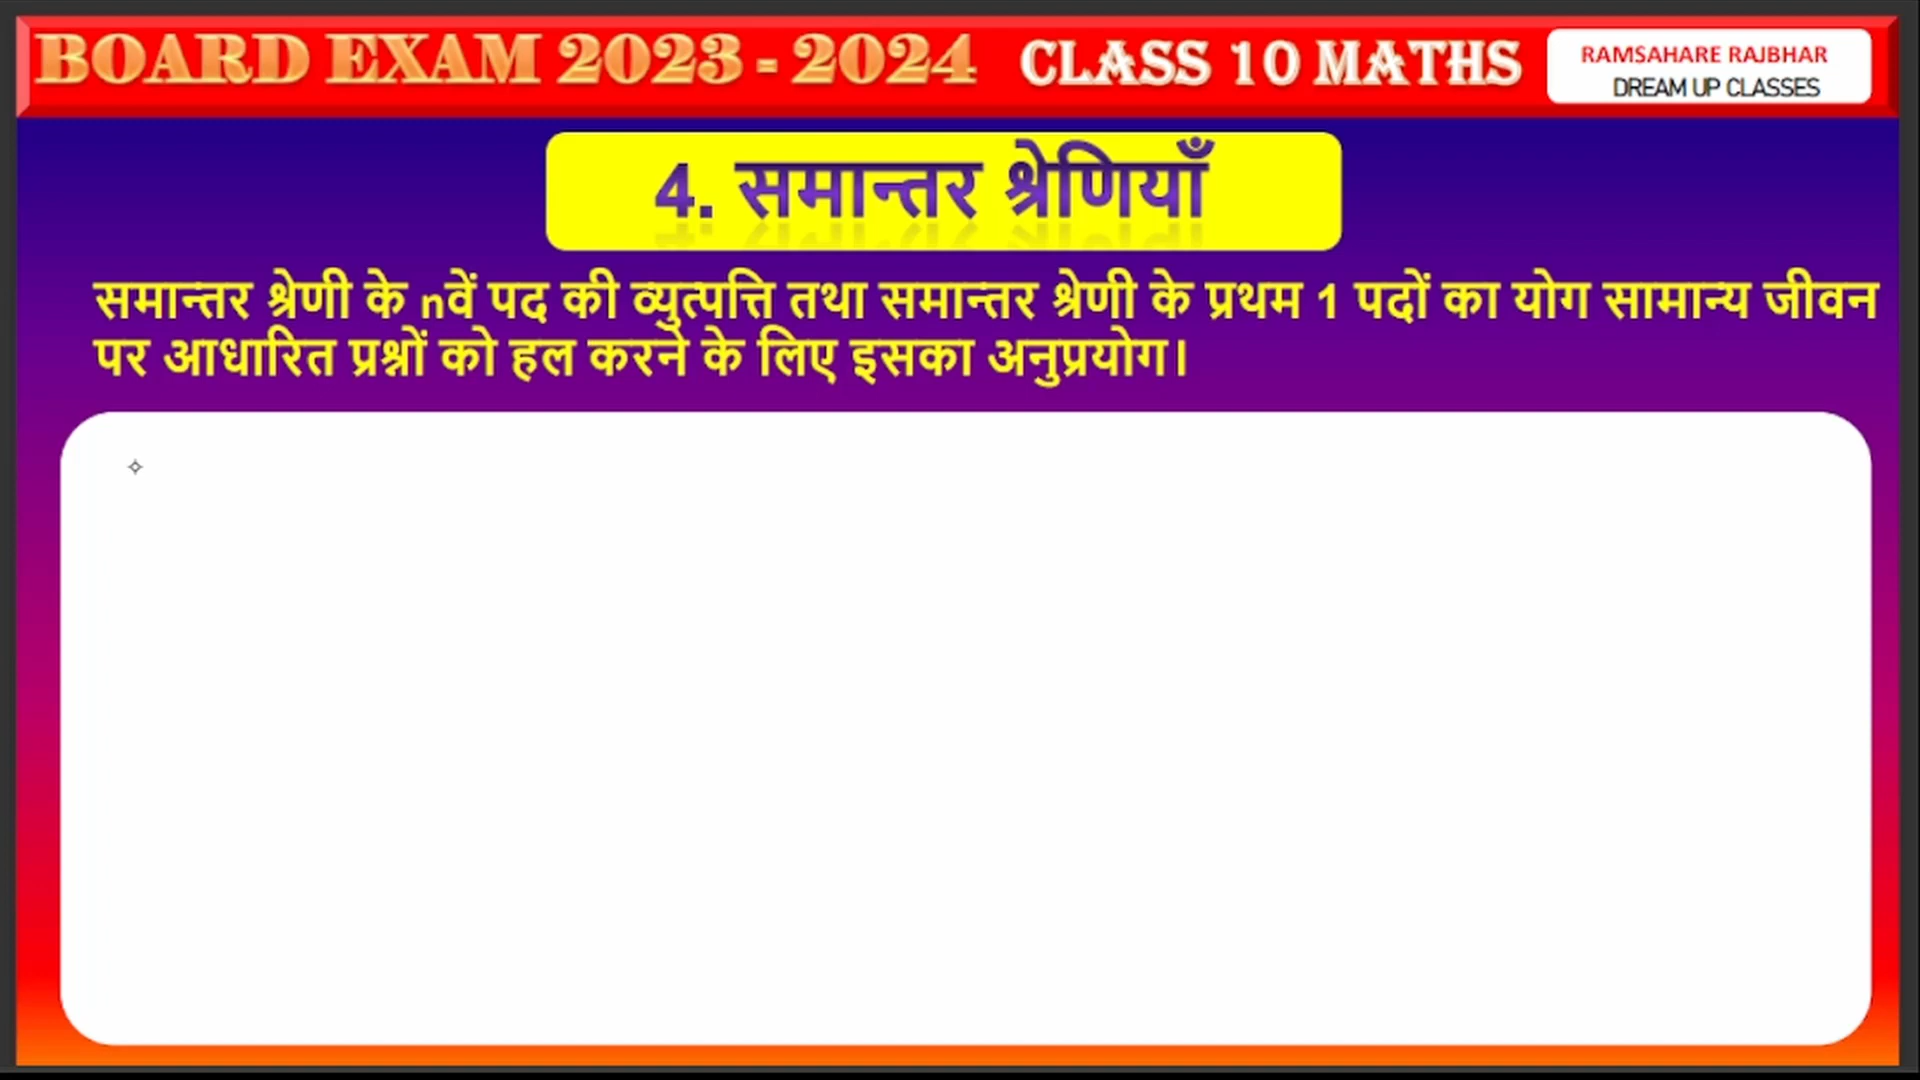 BOARD EXAM 2023 - 2024 CLASS 10 MATHS
RAMSAHARE RAJBHAR
DREAM UP CLASSES
4. समान्तर श्रेणियाँ
समान्तर श्रेणी के nवें पद की व्युत्पत्ति तथा समान्तर श्रेणी के प्रथम 1 पदों का योग सामान्य जीवन
पर आधारित प्रश्नों को हल करने के लिए इसका अनुप्रयोग।